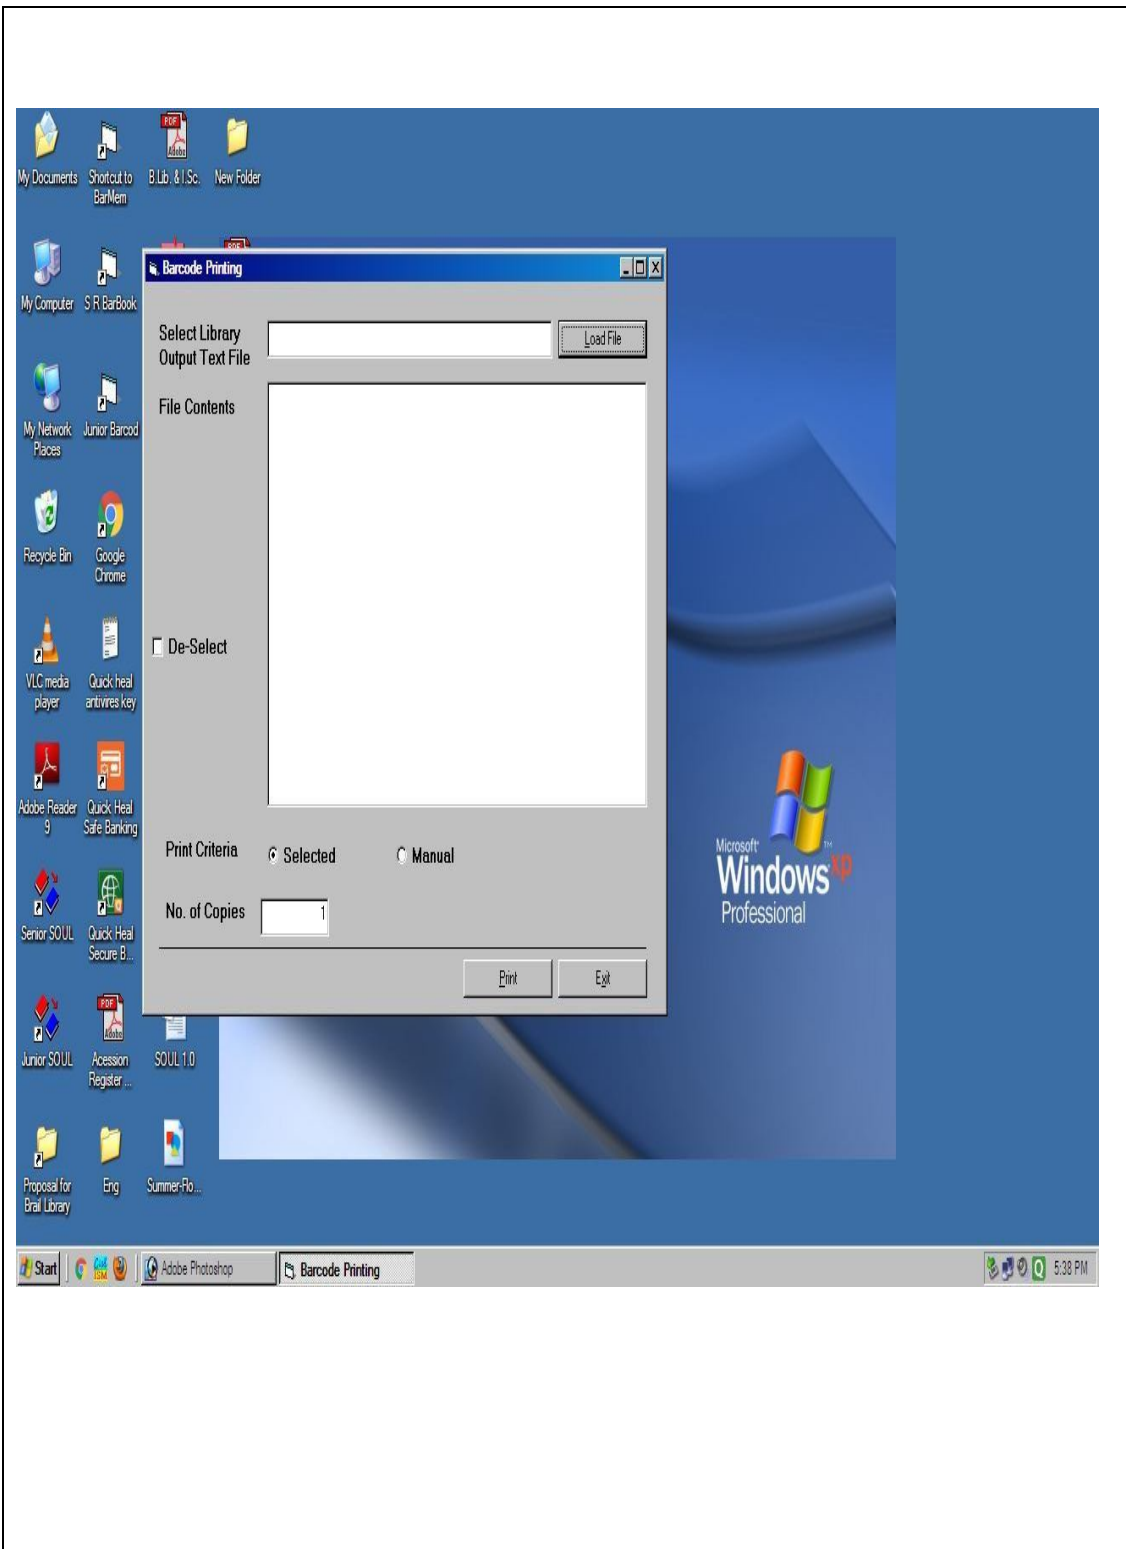 My Documents
Shortcut to
BarMem
B.Lib. & I.Sc.
New Folder
My Computer
S R BarBook
My Network
Places
Junior Barcod
Recycle Bin
Google
Chrome
VLC media
player
Quick heal
antivires key
Adobe Reader
9
Quick Heal
Safe Banking
Senior SOUL
Quick Heal
Secure B...
Junior SOUL
Acession
Register ...
SOUL 1.0
Proposal for
Brail Library
Eng
Summer-Flo...
Barcode Printing
Select Library
Output Text File
Load File
File Contents
De-Select
Print Criteria
Selected
Manual
No. of Copies
1
Print
Exit
Microsoft
Windows xp
Professional
Start
Adobe Photoshop
Barcode Printing
5:38 PM